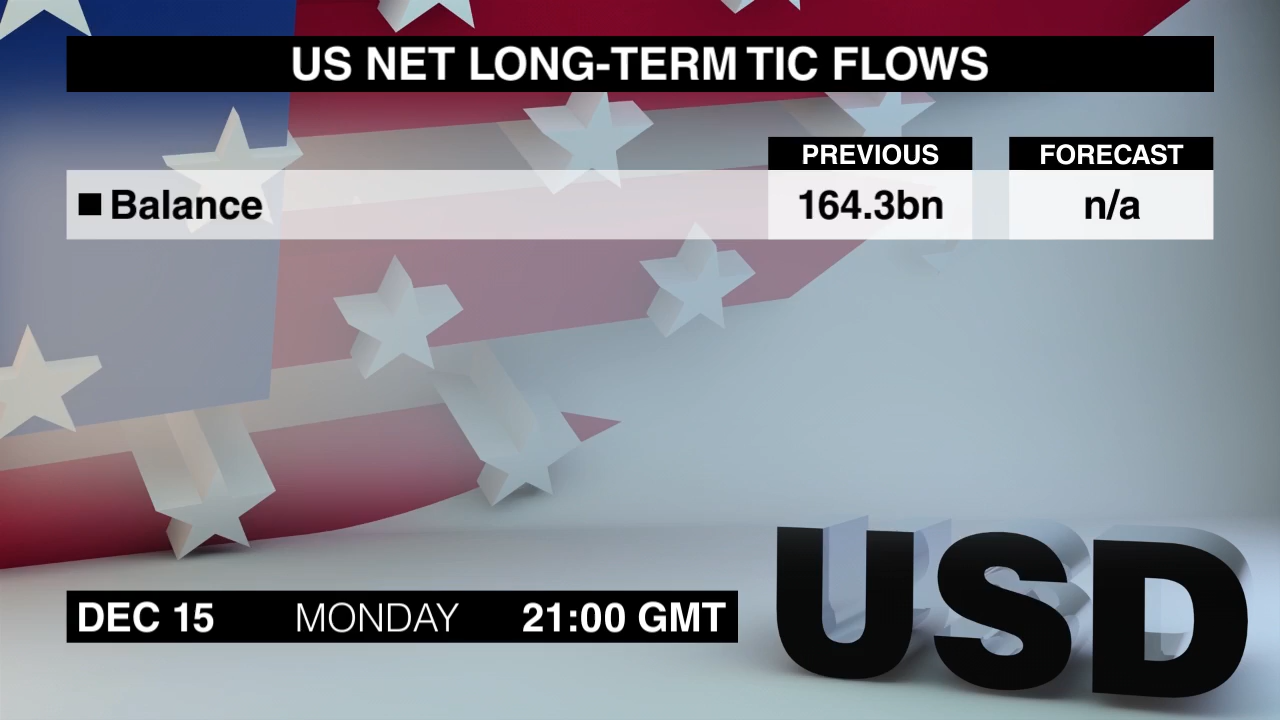 US NET LONG-TERM TIC FLOWS
PREVIOUS FORECAST
Balance 164.3bn n/a
DEC 15 MONDAY 21:00 GMT
USD